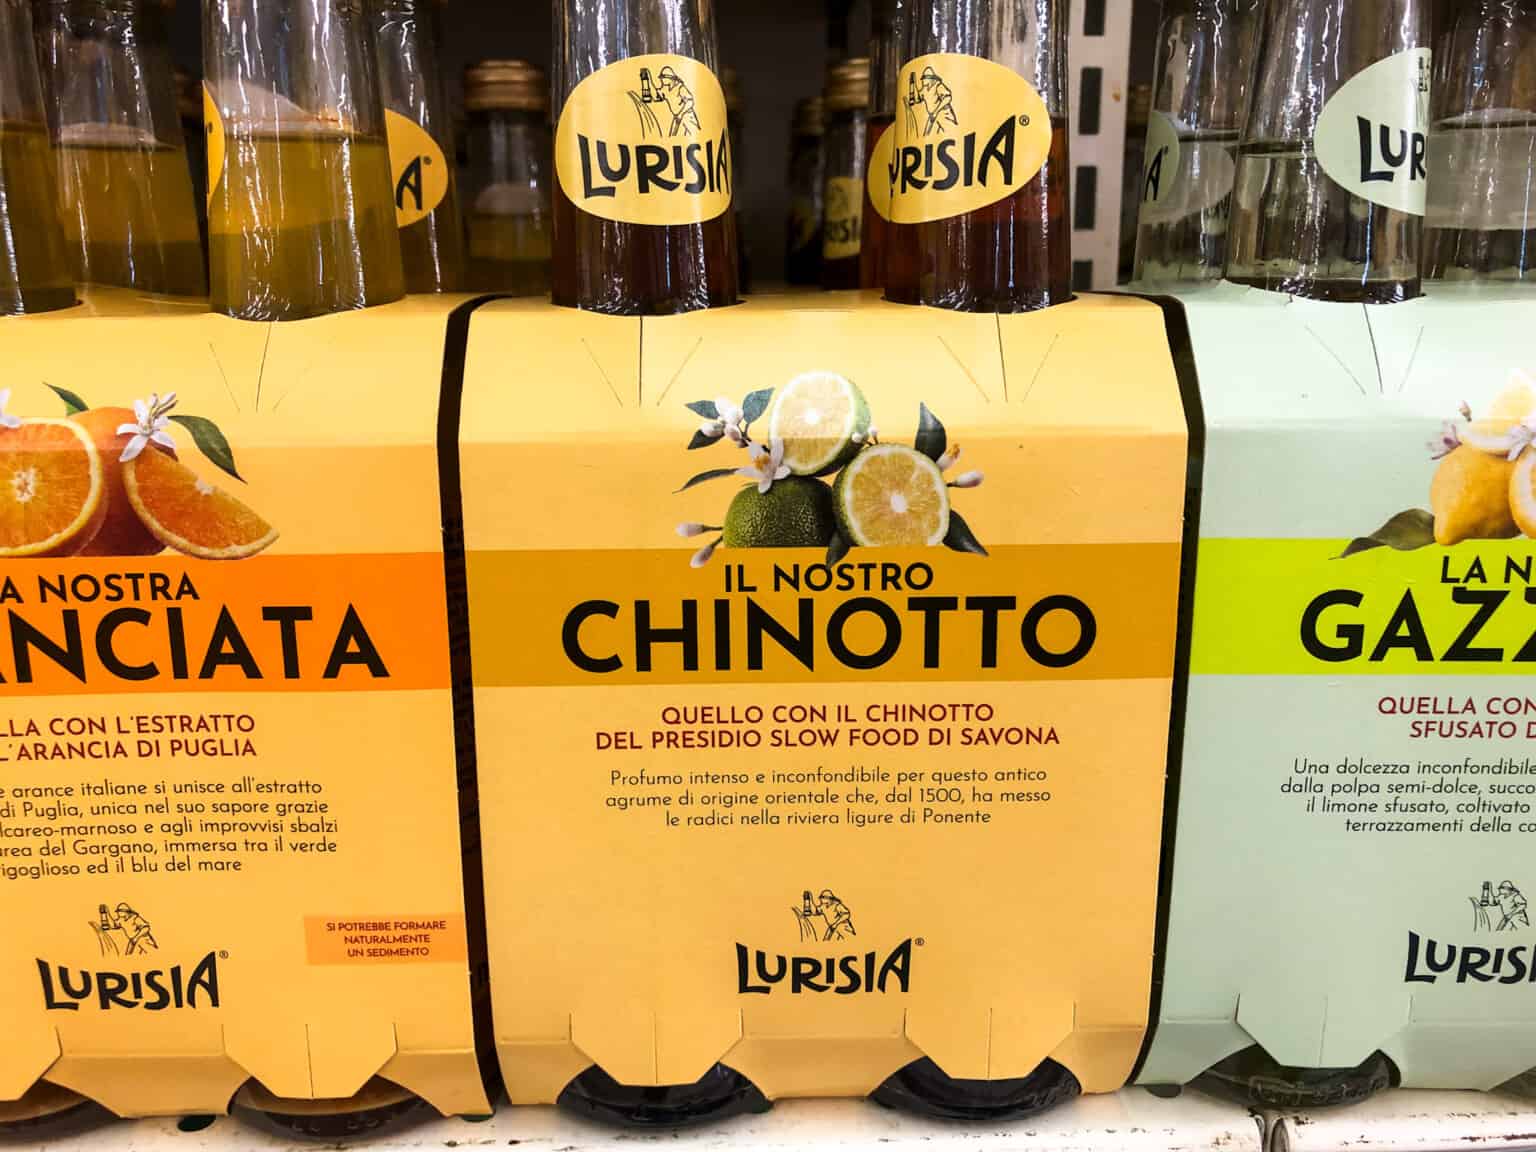 LURISIA
URISIA®
A®
A®
LUR
URISI
A NOSTRA
ANCIATA
LLA CON L'ESTRATTO
L'ARANCIA DI PUGLIA
e arance italiane si unisce all'estratto
di Puglia, unica nel suo sapore grazie
lcareo-marnoso e agli improvvisi sbalzi
urea del Gargano, immersa tra il verde
igoglioso ed il blu del mare
SI POTREBBE FORMARE
NATURALMENTE
UN SEDIMENTO
LURISIA®
IL NOSTRO
CHINOTTO
QUELLO CON IL CHINOTTO
DEL PRESIDIO SLOW FOOD DI SAVONA
Profumo intenso e inconfondibile per questo antico
agrume di origine orientale che, dal 1500, ha messo
le radici nella riviera ligure di Ponente
LURISIA®
LA N
GAZZ
QUELLA CON
SFUSATO D
Una dolcezza inconfondibile
dalla polpa semi-dolce, succo
il limone sfusato, coltivato
terrazzamenti della co
LURISI